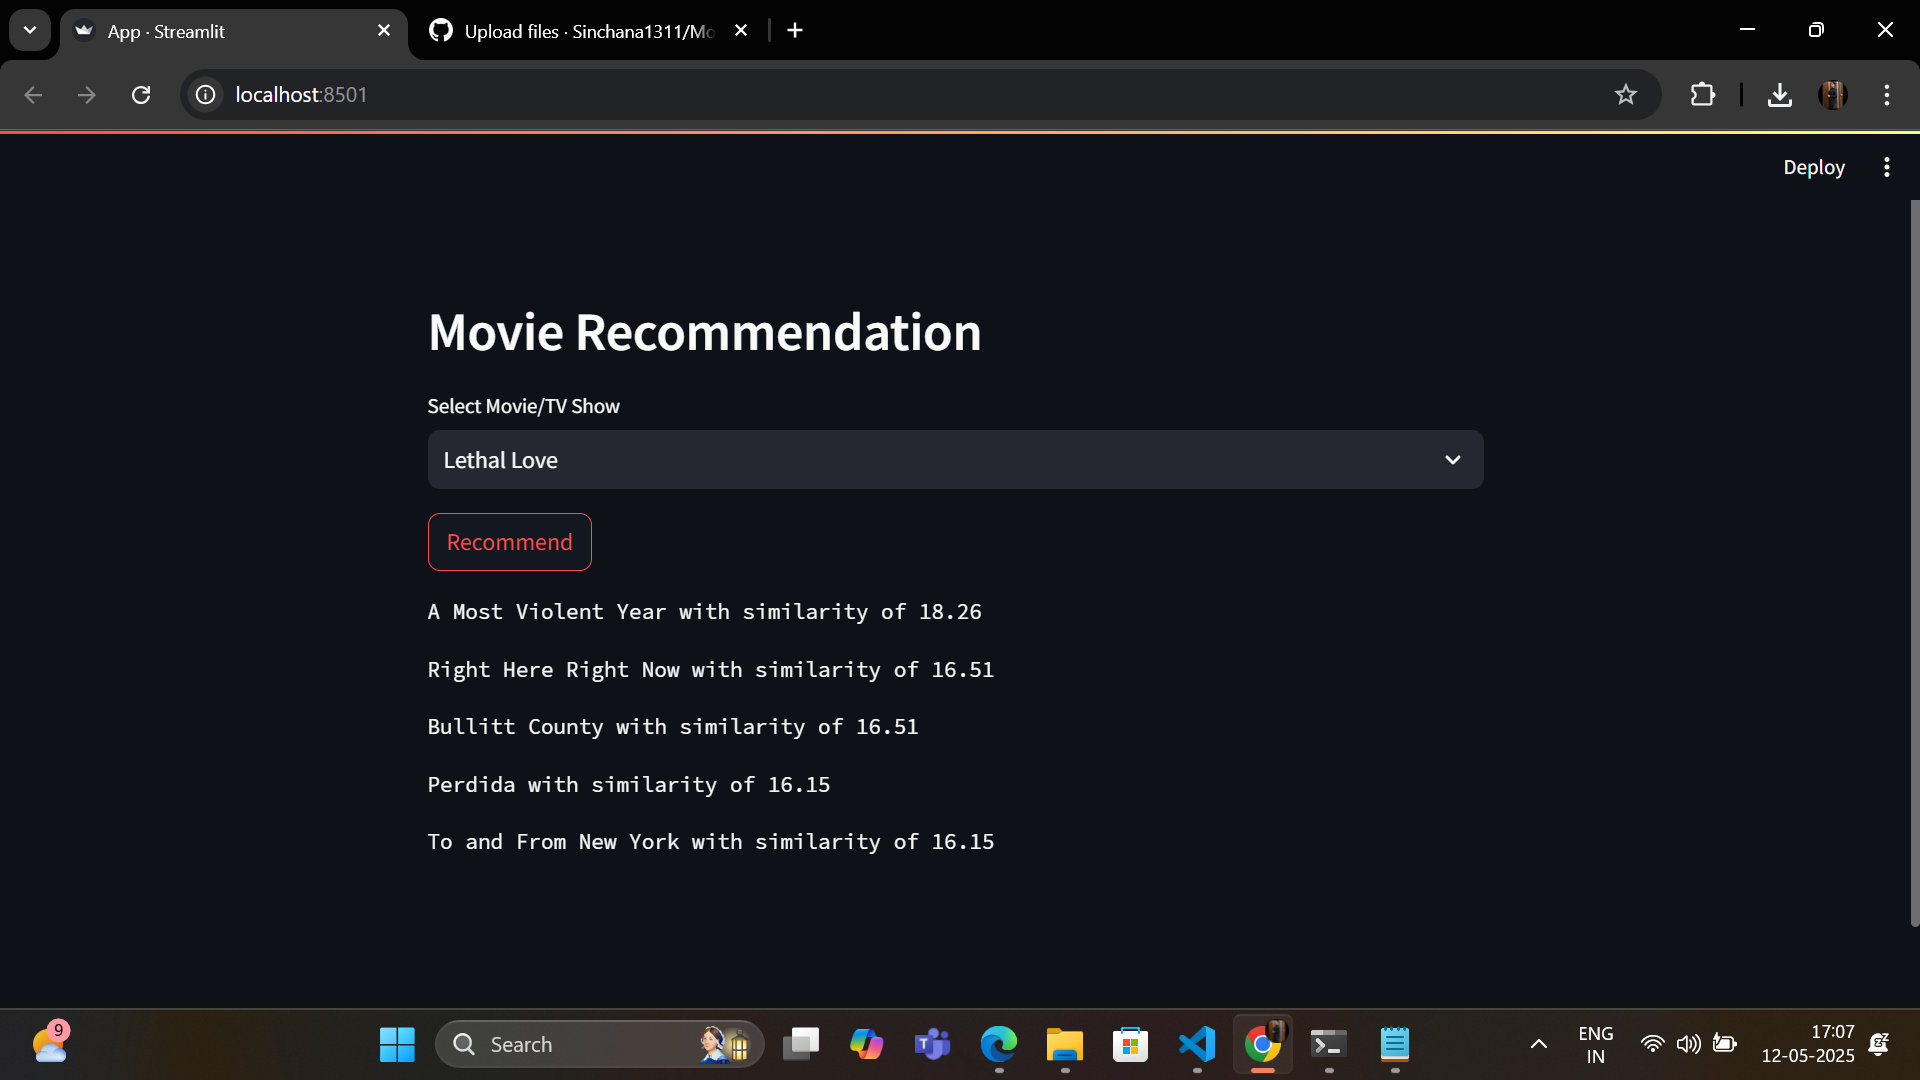 App · Streamlit
Upload files · Sinchana1311/Mo
localhost:8501
Deploy
Movie Recommendation
Select Movie/TV Show
Lethal Love
Recommend
A Most Violent Year with similarity of 18.26
Right Here Right Now with similarity of 16.51
Bullitt County with similarity of 16.51
Perdida with similarity of 16.15
To and From New York with similarity of 16.15
9
Search
ENG
IN
17:07
12-05-2025